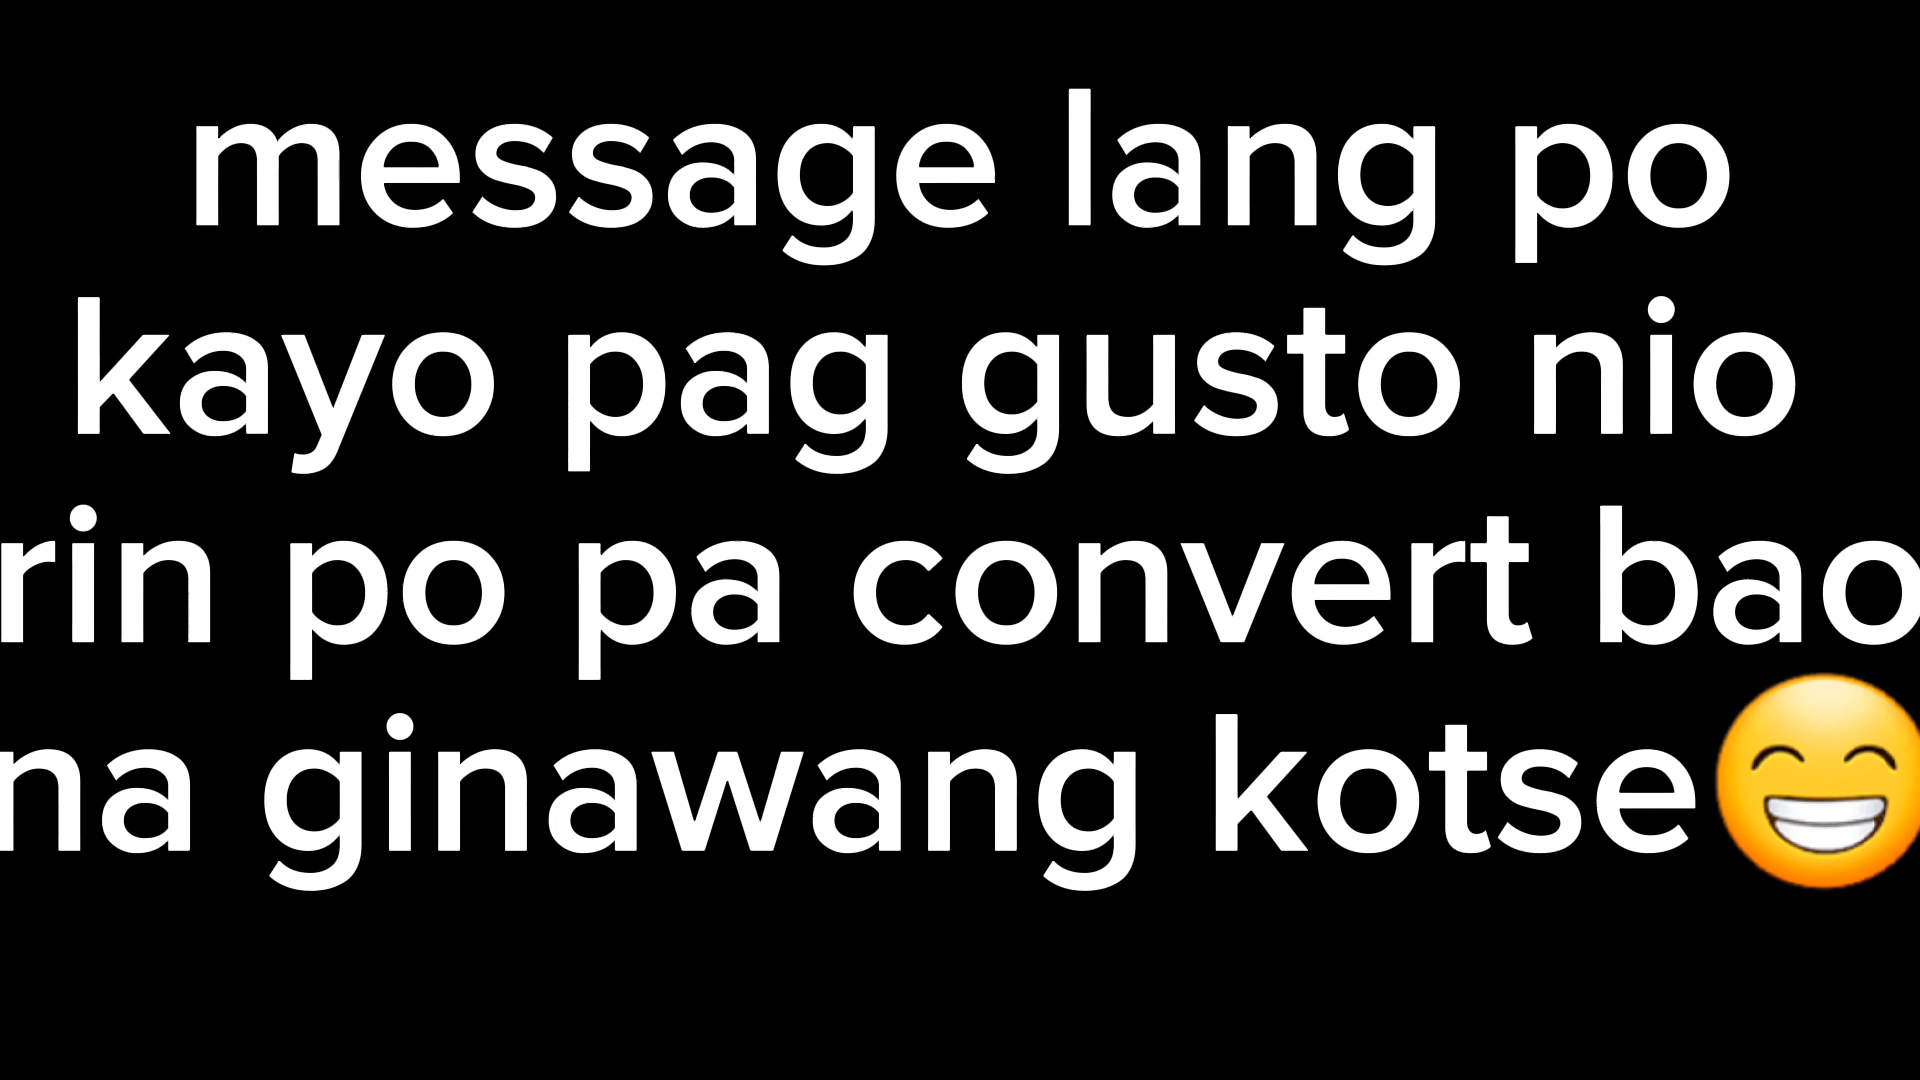 message lang po
kayo pag gusto nio
rin po pa convert bao
na ginawang kotse😁